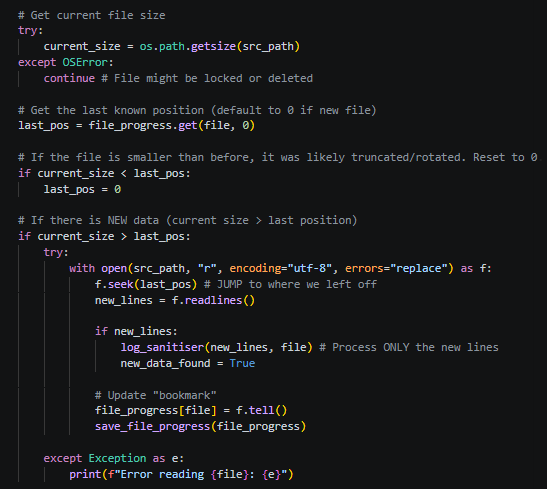 # Get current file size
try:
    current_size = os.path.getsize(src_path)
except OSError:
    continue # File might be locked or deleted

# Get the last known position (default to 0 if new file)
last_pos = file_progress.get(file, 0)

# If the file is smaller than before, it was likely truncated/rotated. Reset to 0
if current_size < last_pos:
    last_pos = 0

# If there is NEW data (current size > last position)
if current_size > last_pos:
    try:
        with open(src_path, "r", encoding="utf-8", errors="replace") as f:
            f.seek(last_pos) # JUMP to where we left off
            new_lines = f.readlines()

            if new_lines:
                log_sanitiser(new_lines, file) # Process ONLY the new lines
                new_data_found = True

            # Update "bookmark"
            file_progress[file] = f.tell()
            save_file_progress(file_progress)

    except Exception as e:
        print(f"Error reading {file}: {e}")